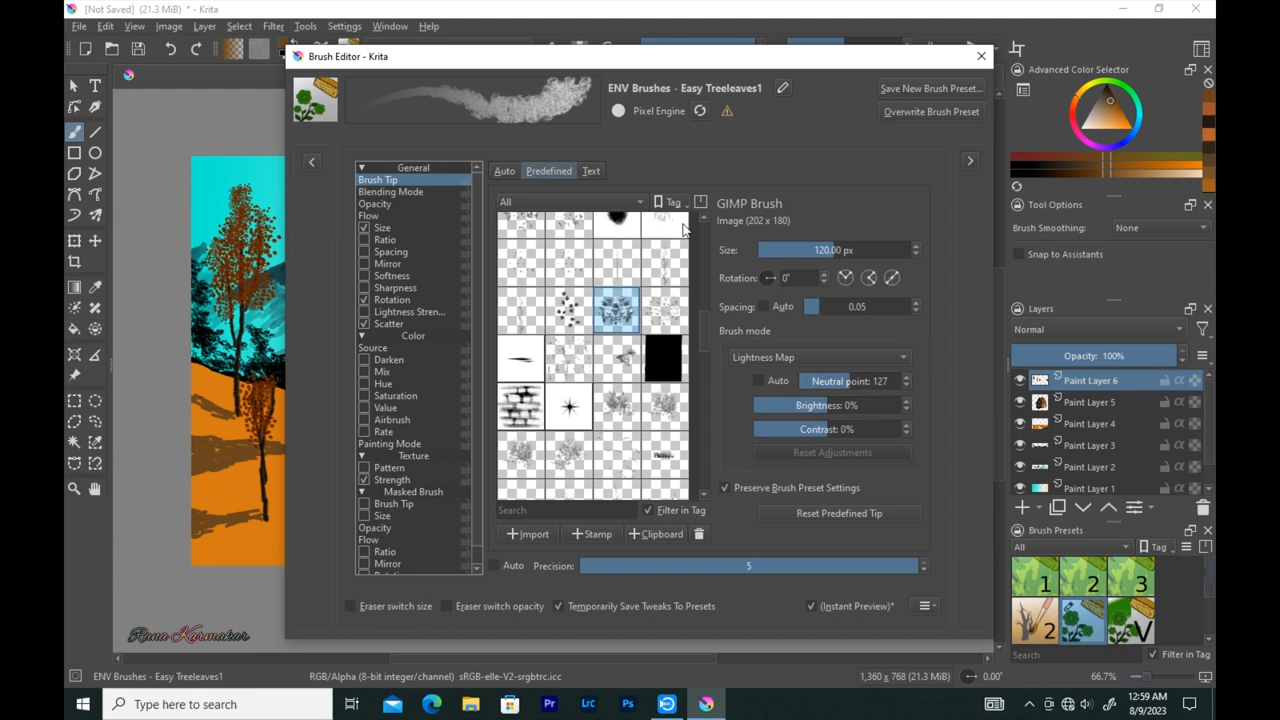 [Not Saved] (21.3 MiB) * - Krita
File Edit View Image Layer Select Filter Tools Settings Window Help
Brush Editor - Krita
ENV Brushes - Easy Treeleaves1
Pixel Engine
Save New Brush Preset...
Overwrite Brush Preset
General
Brush Tip
Blending Mode
Opacity
Flow
Size
Ratio
Spacing
Mirror
Softness
Sharpness
Rotation
Lightness Stren...
Scatter
Color
Source
Darken
Mix
Hue
Saturation
Value
Airbrush
Rate
Painting Mode
Texture
Pattern
Strength
Masked Brush
Brush Tip
Size
Opacity
Flow
Ratio
Mirror
Auto Predefined Text
All Tag
Search Filter in Tag
Import Stamp Clipboard
Auto Precision: 5
GIMP Brush
Image (202 x 180)
Size: 120.00 px
Rotation: 0°
Spacing: Auto 0.05
Brush mode
Lightness Map
Auto Neutral point: 127
Brightness: 0%
Contrast: 0%
Reset Adjustments
Preserve Brush Preset Settings
Reset Predefined Tip
Eraser switch size Eraser switch opacity Temporarily Save Tweaks To Presets (Instant Preview)*
Advanced Color Selector
Tool Options
Brush Smoothing: None
Snap to Assistants
Layers
Normal
Opacity: 100%
Paint Layer 6
Paint Layer 5
Paint Layer 4
Paint Layer 3
Paint Layer 2
Paint Layer 1
Brush Presets
All Tag
1 2 3
2 V
Search Filter in Tag
Rana Karmakar
ENV Brushes - Easy Treeleaves1 RGB/Alpha (8-bit integer/channel) sRGB-elle-V2-srgbtrc.icc 1,360 x 768 (21.3 MiB) 0.00° 66.7%
Type here to search Pr Lrc Ps 12:59 AM
8/9/2023